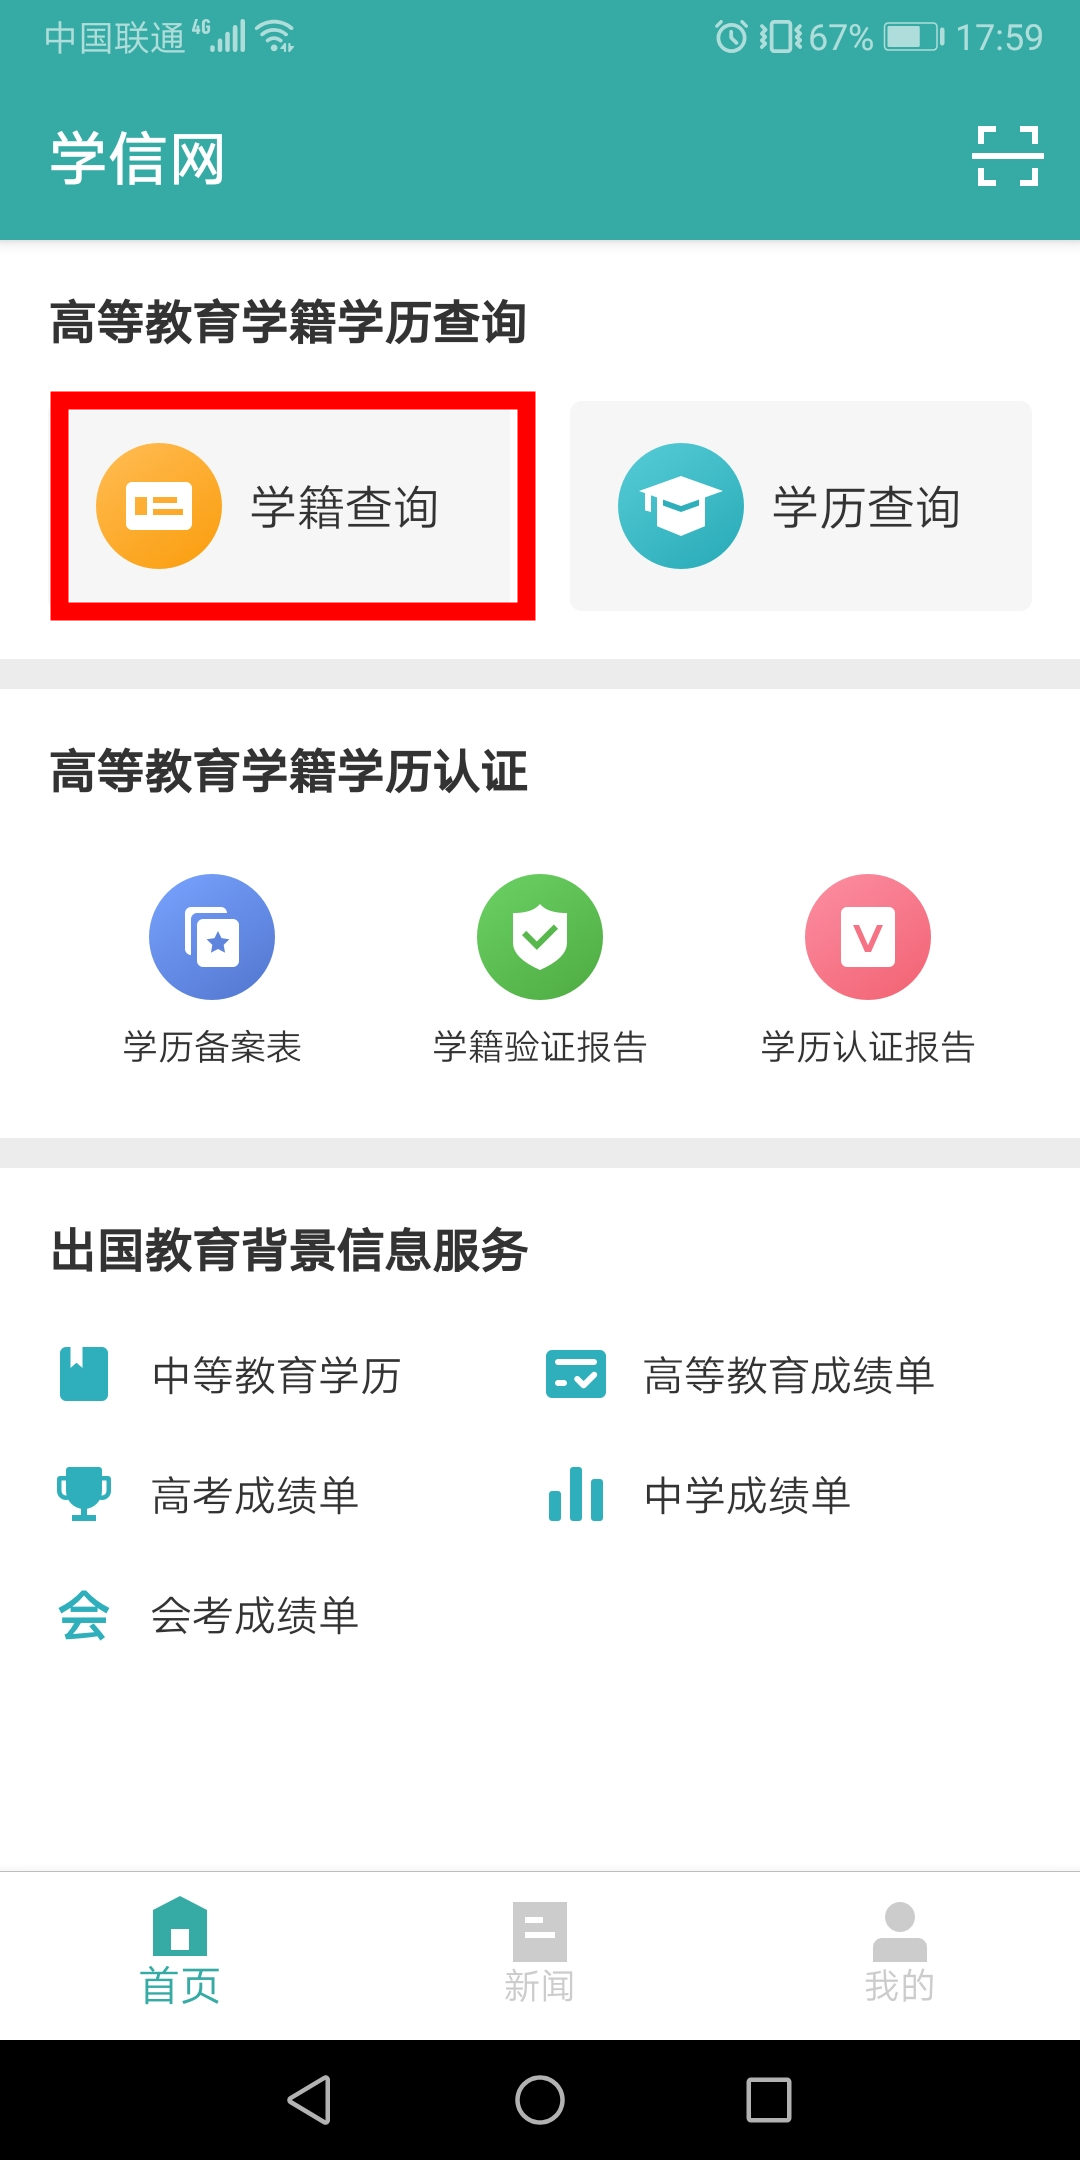 中国联通 4G 67% 17:59
学信网
高等教育学籍学历查询
学籍查询 学历查询
高等教育学籍学历认证
学历备案表 学籍验证报告 学历认证报告
出国教育背景信息服务
中等教育学历 高等教育成绩单
高考成绩单 中学成绩单
会 会考成绩单
首页 新闻 我的